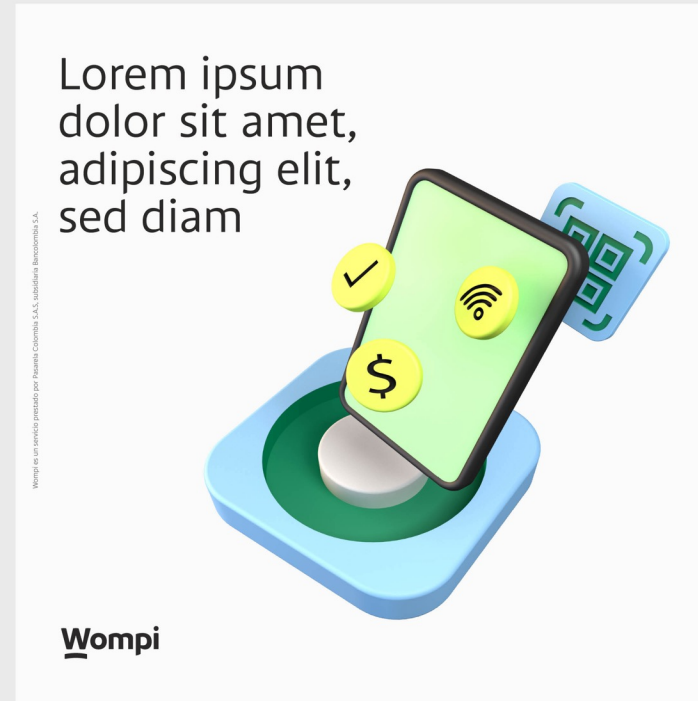 Lorem ipsum
dolor sit amet,
adipiscing elit,
sed diam
Wompi es un servicio prestado por Pasarela Colombia S.A.S, subsidiaria Bancolombia S.A.
$
Wompi